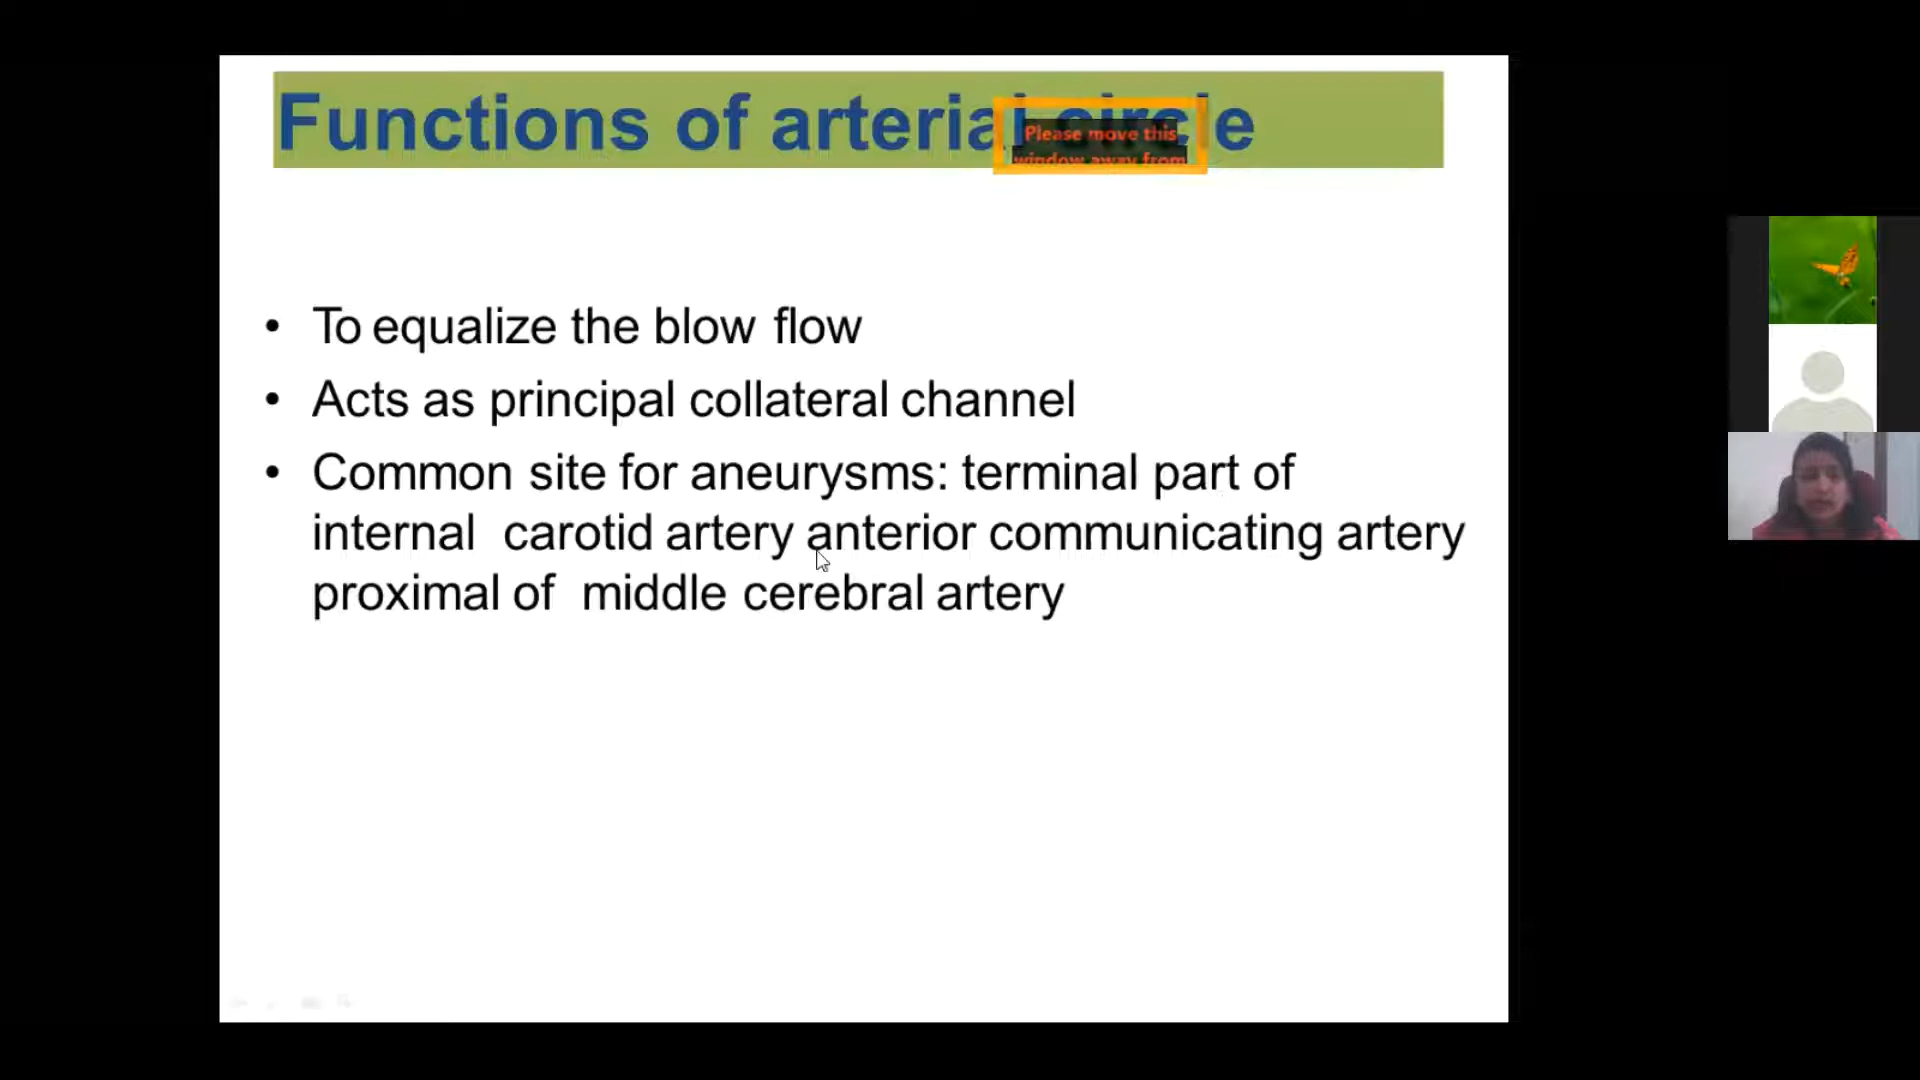 Functions of arterial circle
Please move this
window away from
• To equalize the blow flow
• Acts as principal collateral channel
• Common site for aneurysms: terminal part of
internal carotid artery anterior communicating artery
proximal of middle cerebral artery